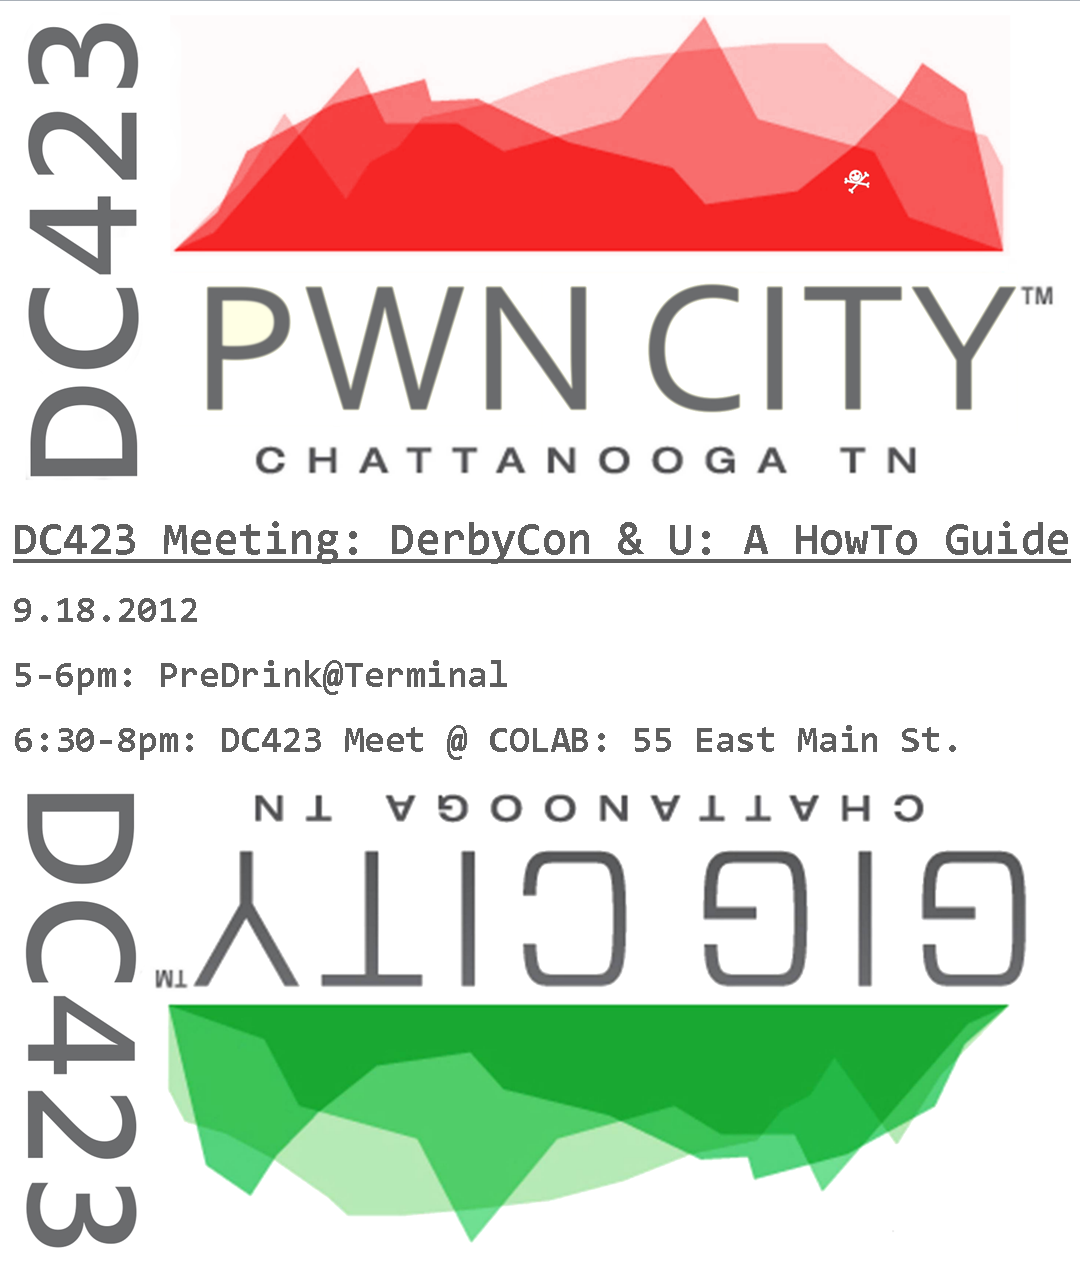 DC423
PWN CITY™
CHATTANOOGA TN
DC423 Meeting: DerbyCon & U: A HowTo Guide
9.18.2012
5-6pm: PreDrink@Terminal
6:30-8pm: DC423 Meet @ COLAB: 55 East Main St.
DC423
CHATTANOOGA TN
GIG CITY™